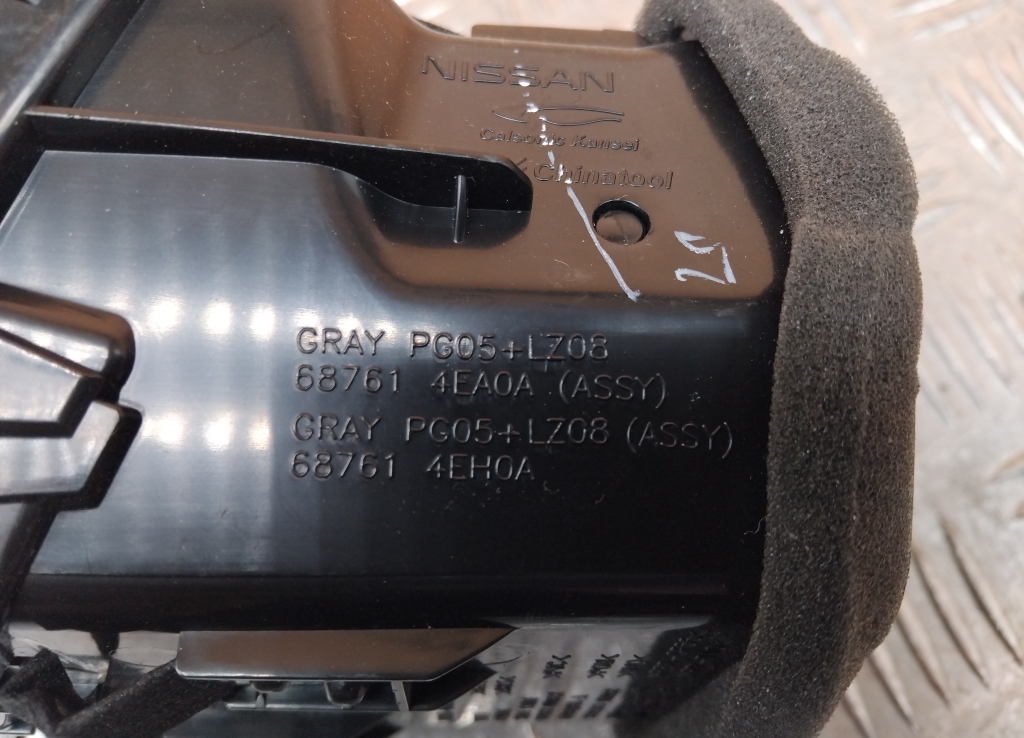 NISSAN
Calsonic Kansei
Chinatool
GRAY PG05+LZ08
68761 4EA0A (ASSY)
GRAY PG05+LZ08 (ASSY)
68761 4EH0A